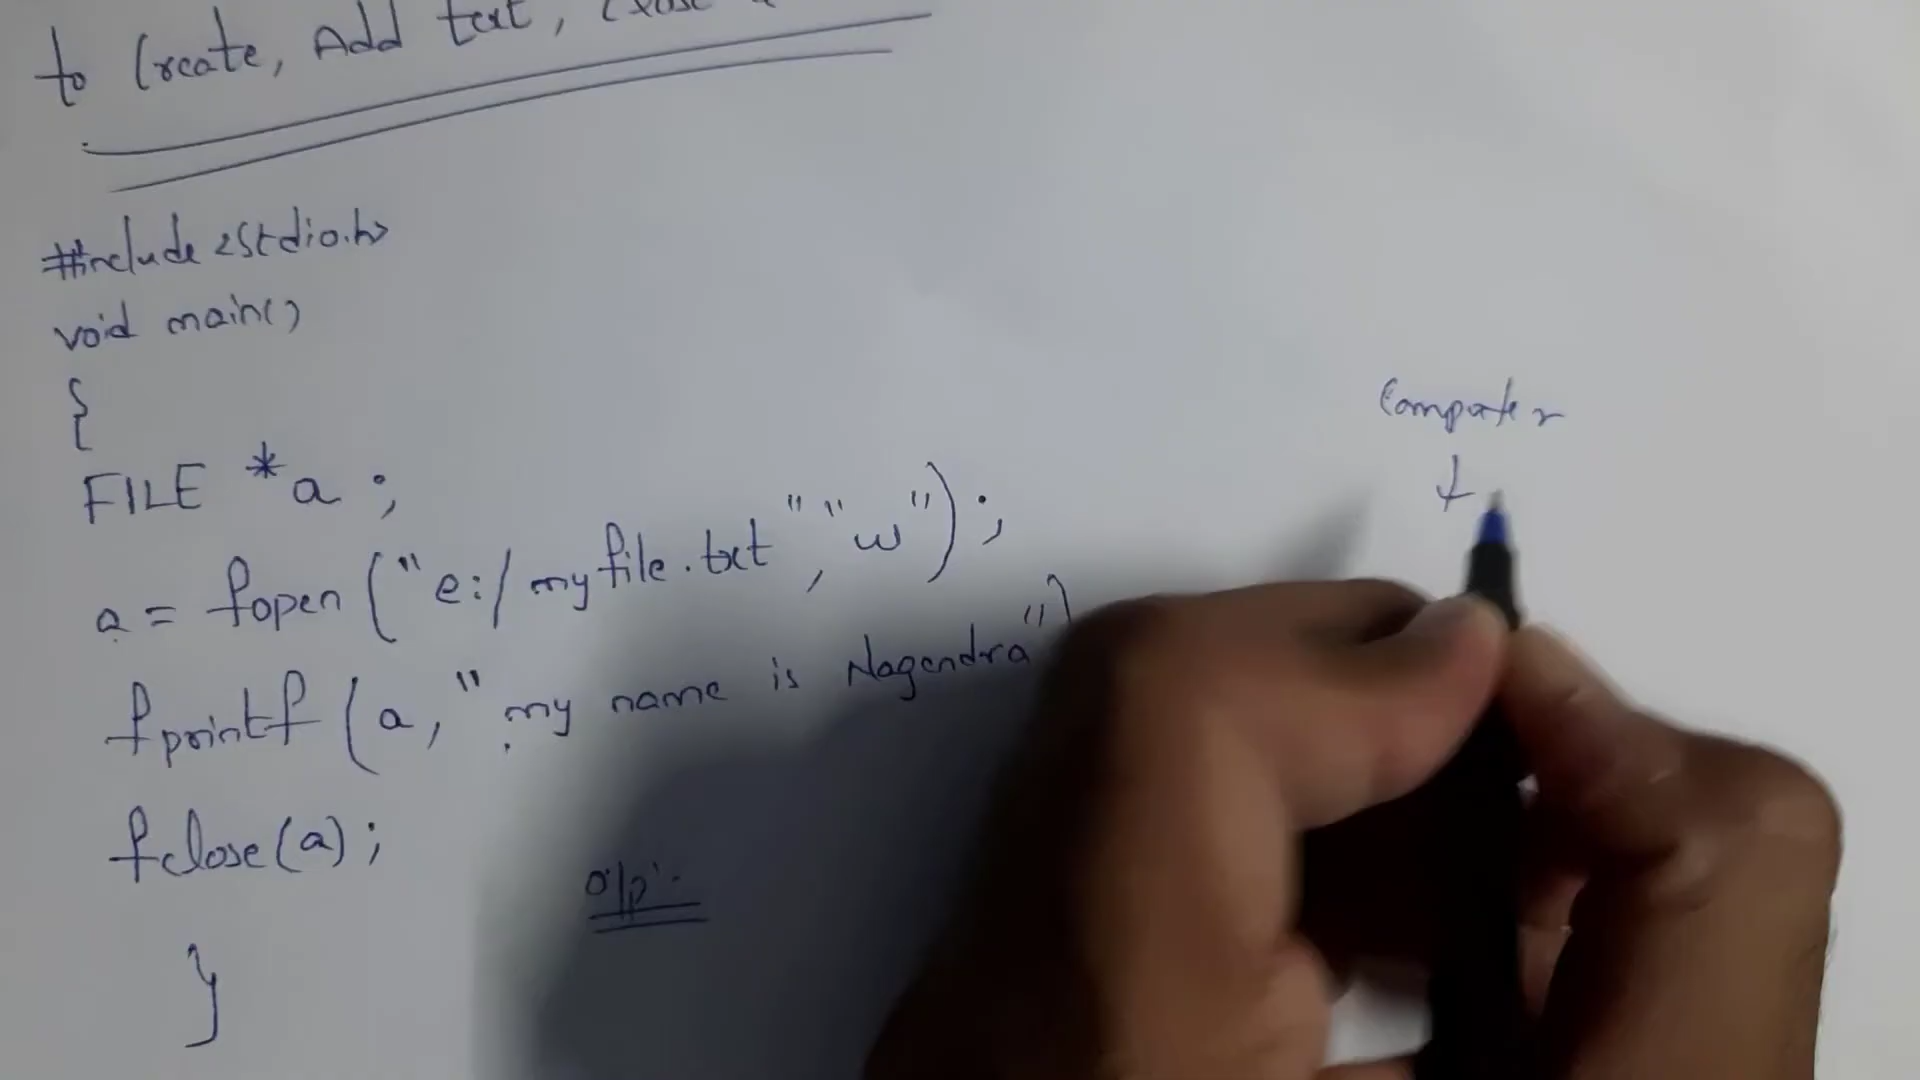 to Create, Add text, Close
#include <stdio.h>
void main()
{
FILE *a ;
a = fopen ("e:/ myfile.txt ", "w");
fprintf (a, " my name is Nagendra")
fclose(a) ;
}
O/p:-
Computer